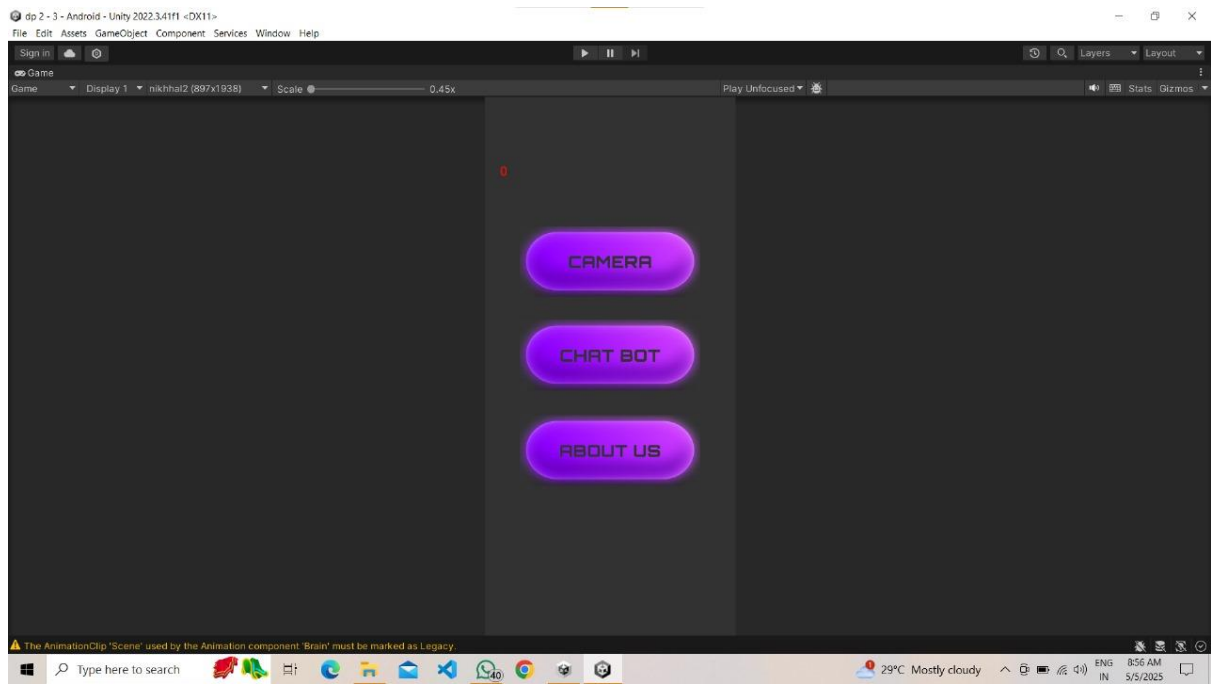 dp 2 - 3 - Android - Unity 2022.3.41f1 <DX11>
File Edit Assets GameObject Component Services Window Help
Sign in Layers Layout
Game
Game Display 1 nikhhal2 (897x1938) Scale 0.45x Play Unfocused Stats Gizmos
0
CAMERA
CHAT BOT
ABOUT US
The AnimationClip 'Scene' used by the Animation component 'Brain' must be marked as Legacy.
Type here to search 40 1 29°C Mostly cloudy ENG 8:56 AM
IN 5/5/2025